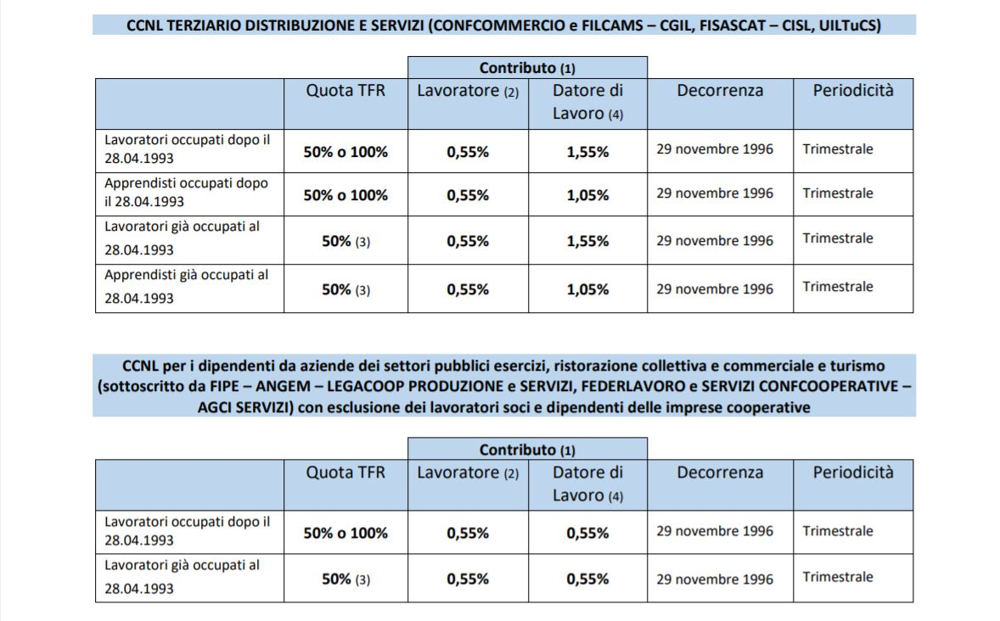 CCNL TERZIARIO DISTRIBUZIONE E SERVIZI (CONFCOMMERCIO e FILCAMS – CGIL, FISASCAT – CISL, UILTuCS)
Contributo (1)
Quota TFR Lavoratore (2) Datore di Lavoro (4) Decorrenza Periodicità
Lavoratori occupati dopo il
28.04.1993 50% o 100% 0,55% 1,55% 29 novembre 1996 Trimestrale
Apprendisti occupati dopo
il 28.04.1993 50% o 100% 0,55% 1,05% 29 novembre 1996 Trimestrale
Lavoratori già occupati al
28.04.1993 50% (3) 0,55% 1,55% 29 novembre 1996 Trimestrale
Apprendisti già occupati al
28.04.1993 50% (3) 0,55% 1,05% 29 novembre 1996 Trimestrale
CCNL per i dipendenti da aziende dei settori pubblici esercizi, ristorazione collettiva e commerciale e turismo
(sottoscritto da FIPE – ANGEM – LEGACOOP PRODUZIONE e SERVIZI, FEDERLAVORO e SERVIZI CONFCOOPERATIVE –
AGCI SERVIZI) con esclusione dei lavoratori soci e dipendenti delle imprese cooperative
Contributo (1)
Quota TFR Lavoratore (2) Datore di Lavoro (4) Decorrenza Periodicità
Lavoratori occupati dopo il
28.04.1993 50% o 100% 0,55% 0,55% 29 novembre 1996 Trimestrale
Lavoratori già occupati al
28.04.1993 50% (3) 0,55% 0,55% 29 novembre 1996 Trimestrale